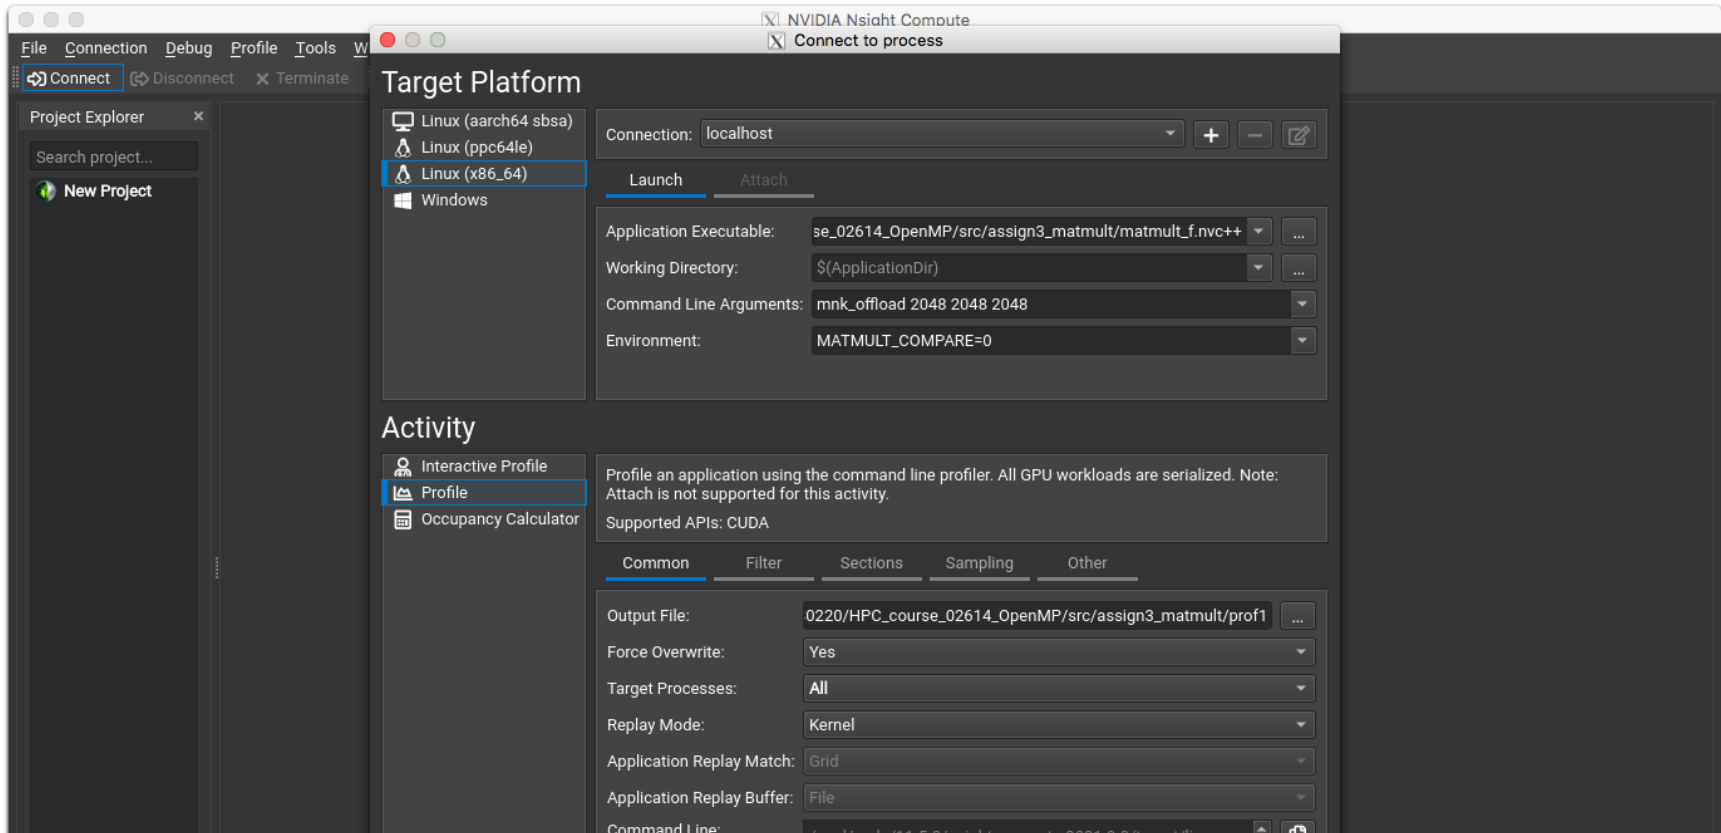 NVIDIA Nsight Compute
Connect to process
File Connection Debug Profile Tools W
Connect Disconnect Terminate
Project Explorer
Search project...
New Project
Target Platform
Linux (aarch64 sbsa)
Linux (ppc64le)
Linux (x86_64)
Windows
Connection: localhost
Launch Attach
Application Executable: se_02614_OpenMP/src/assign3_matmult/matmult_f.nvc++ ...
Working Directory: $(ApplicationDir) ...
Command Line Arguments: mnk_offload 2048 2048 2048
Environment: MATMULT_COMPARE=0
Activity
Interactive Profile
Profile
Occupancy Calculator
Profile an application using the command line profiler. All GPU workloads are serialized. Note:
Attach is not supported for this activity.
Supported APIs: CUDA
Common Filter Sections Sampling Other
Output File: 0220/HPC_course_02614_OpenMP/src/assign3_matmult/prof1 ...
Force Overwrite: Yes
Target Processes: All
Replay Mode: Kernel
Application Replay Match: Grid
Application Replay Buffer: File
Command Line: